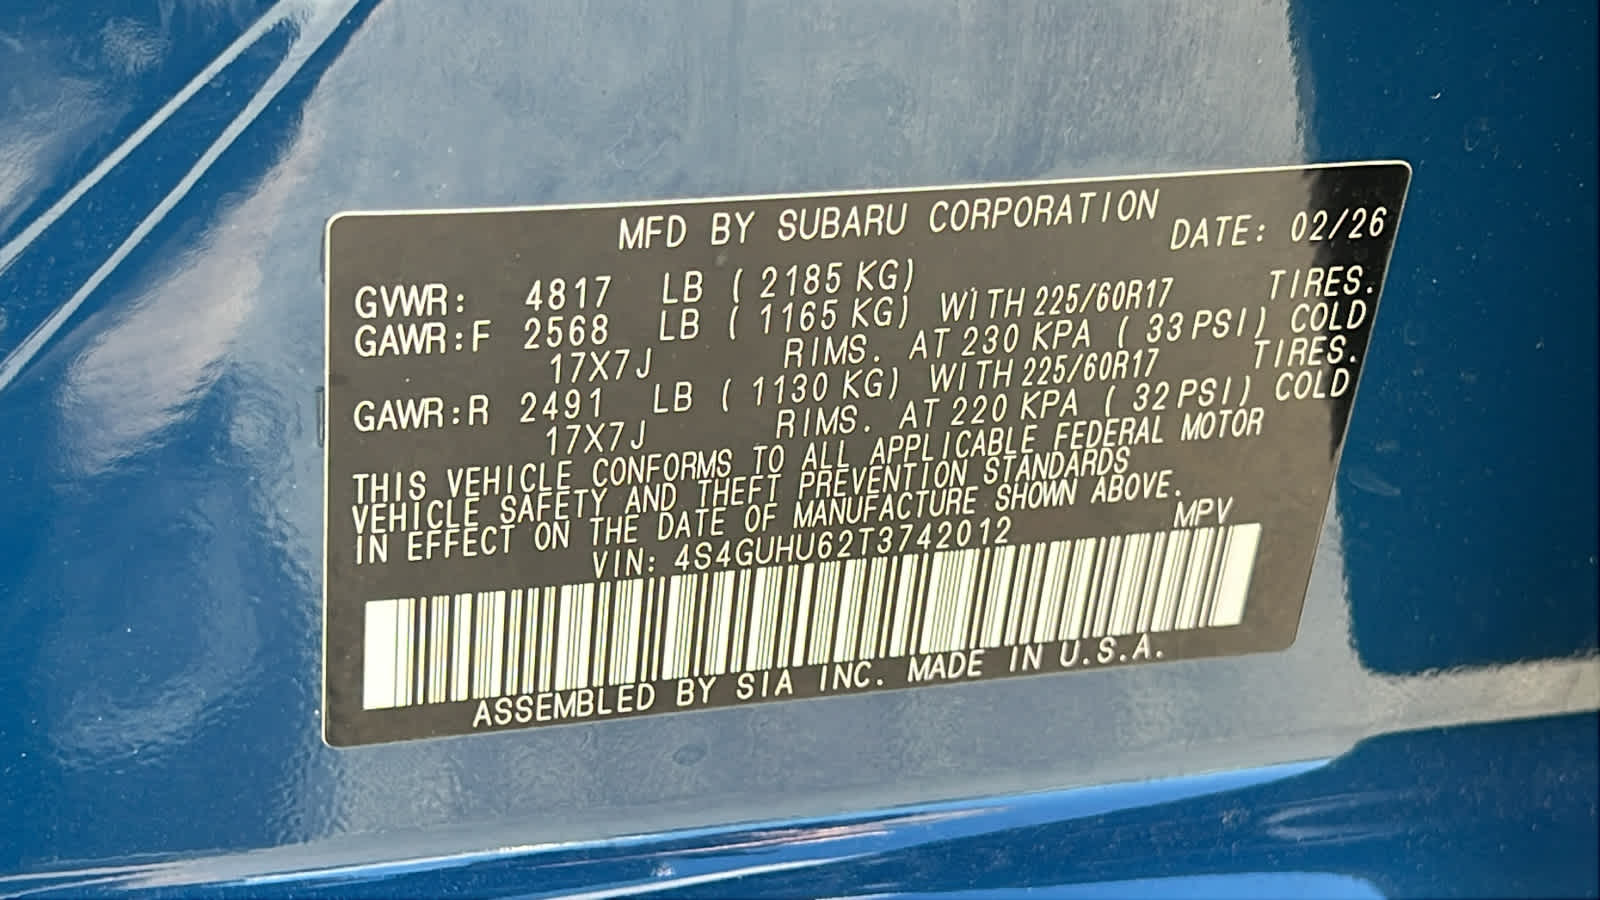 MFD BY SUBARU CORPORATION
DATE: 02/26
GVWR: 4817 LB ( 2185 KG)
GAWR:F 2568 LB ( 1165 KG) WITH 225/60R17 TIRES.
17X7J RIMS. AT 230 KPA ( 33 PSI) COLD
GAWR:R 2491 LB ( 1130 KG) WITH 225/60R17 TIRES.
17X7J RIMS. AT 220 KPA ( 32 PSI) COLD
THIS VEHICLE CONFORMS TO ALL APPLICABLE FEDERAL MOTOR
VEHICLE SAFETY AND THEFT PREVENTION STANDARDS
IN EFFECT ON THE DATE OF MANUFACTURE SHOWN ABOVE.
VIN: 4S4GUHU62T3742012 MPV
ASSEMBLED BY SIA INC. MADE IN U.S.A.